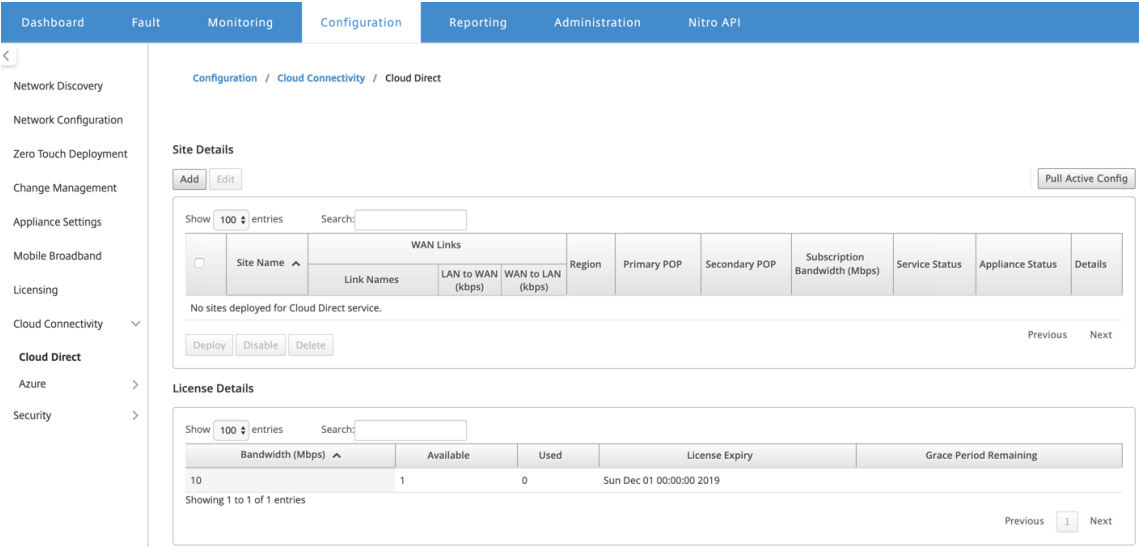 Dashboard Fault Monitoring Configuration Reporting Administration Nitro API
Network Discovery
Network Configuration
Zero Touch Deployment
Change Management
Appliance Settings
Mobile Broadband
Licensing
Cloud Connectivity
Cloud Direct
Azure
Security
Configuration / Cloud Connectivity / Cloud Direct
Site Details
Add Edit Pull Active Config
Show 100 entries Search:
Site Name WAN Links Region Primary POP Secondary POP Subscription Bandwidth (Mbps) Service Status Appliance Status Details
Link Names LAN to WAN (kbps) WAN to LAN (kbps)
No sites deployed for Cloud Direct service.
Previous Next
Deploy Disable Delete
License Details
Show 100 entries Search:
Bandwidth (Mbps) Available Used License Expiry Grace Period Remaining
10 1 0 Sun Dec 01 00:00:00 2019
Showing 1 to 1 of 1 entries
Previous 1 Next